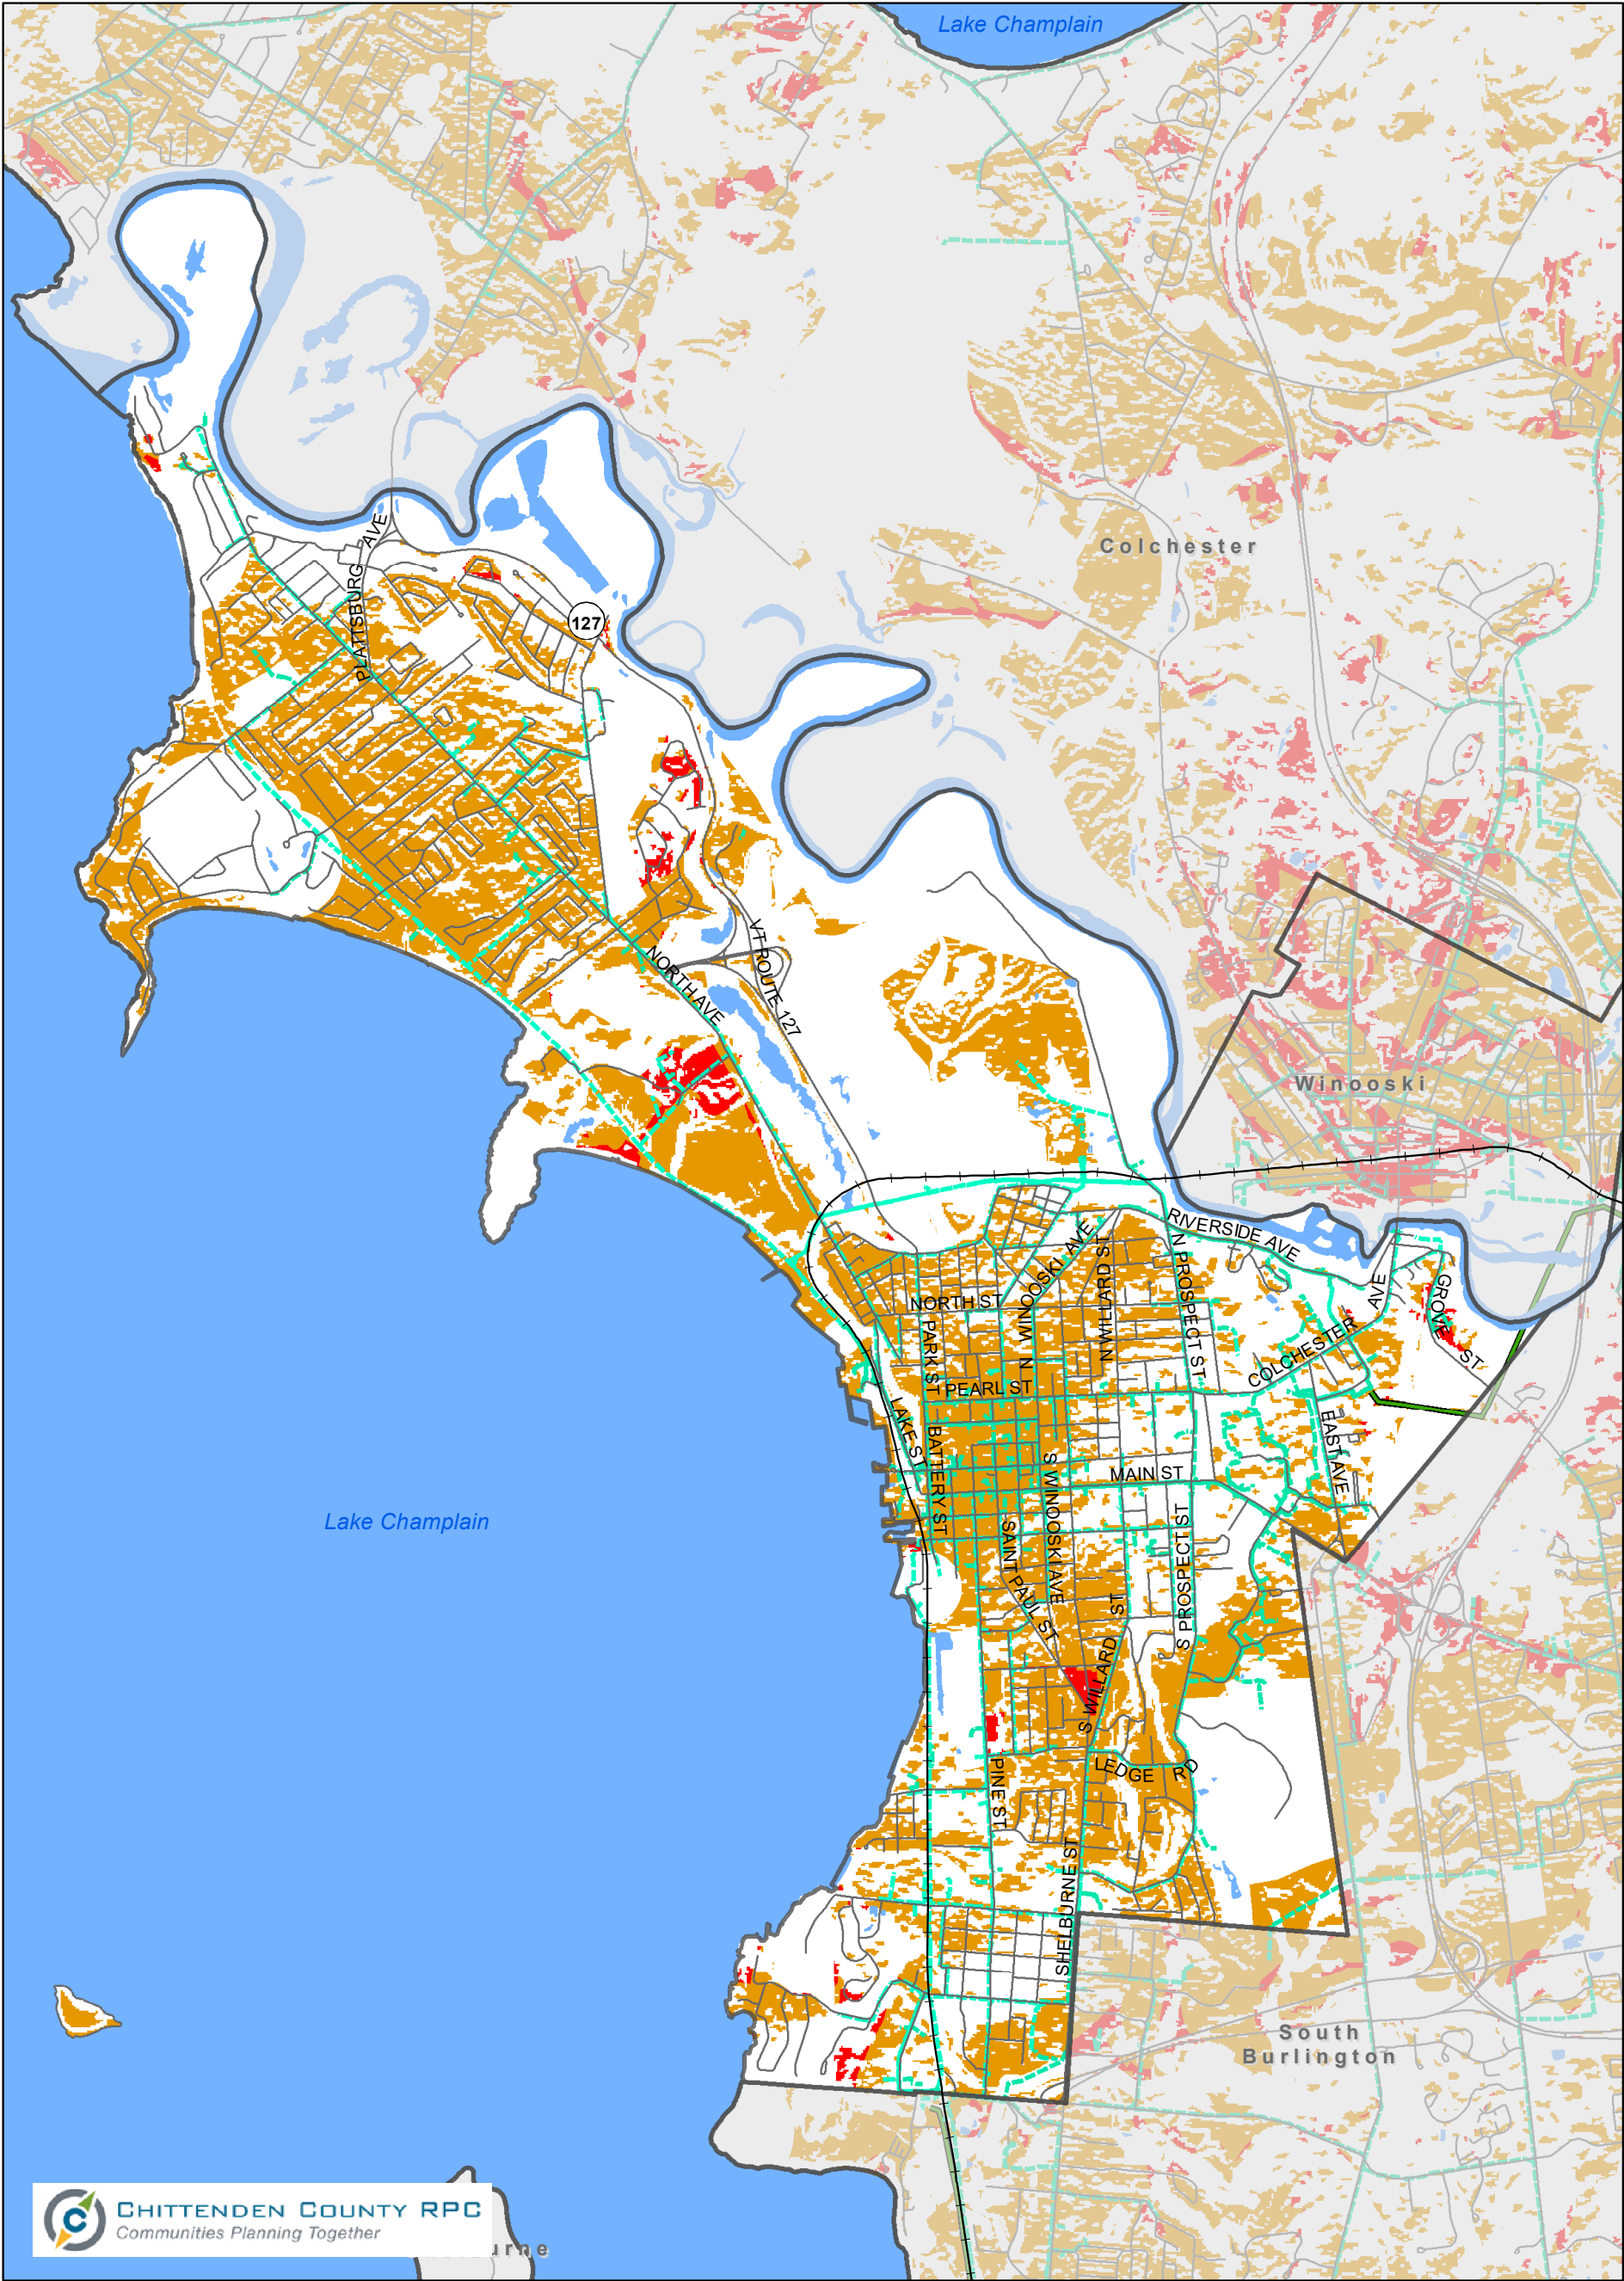 Lake Champlain
Colchester
PLATTSBURG AVE
127
NORTH AVE
VT ROUTE 127
Winooski
RIVERSIDE AVE
N PROSPECT ST
N WINOOSKI AVE
N WILLARD ST
NORTH ST
PARK ST
GROVE ST
COLCHESTER AVE
PEARL ST
LAKE ST
BATTERY ST
EAST AVE
S WINOOSKI AVE
MAIN ST
Lake Champlain
SAINT PAUL ST
S PROSPECT ST
S WILLARD ST
LEDGE RD
PINE ST
SHELBURNE ST
South
Burlington
C
CHITTENDEN COUNTY RPC
Communities Planning Together
urne